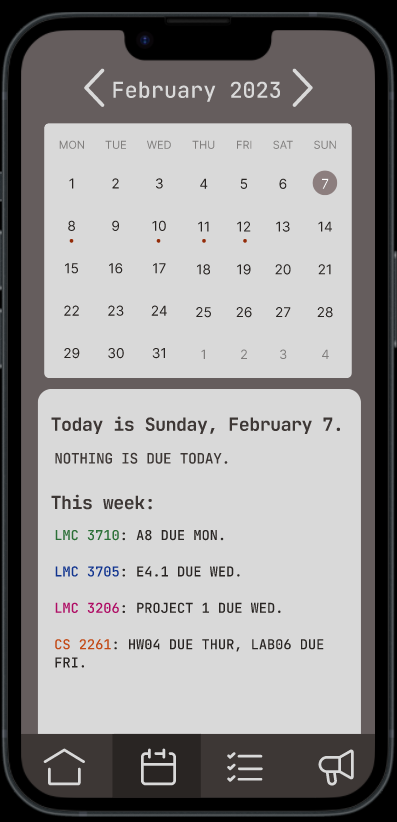 February 2023
MON TUE WED THU FRI SAT SUN
1 2 3 4 5 6 7
8 9 10 11 12 13 14
15 16 17 18 19 20 21
22 23 24 25 26 27 28
29 30 31 1 2 3 4
Today is Sunday, February 7.
NOTHING IS DUE TODAY.
This week:
LMC 3710: A8 DUE MON.
LMC 3705: E4.1 DUE WED.
LMC 3206: PROJECT 1 DUE WED.
CS 2261: HW04 DUE THUR, LAB06 DUE
FRI.